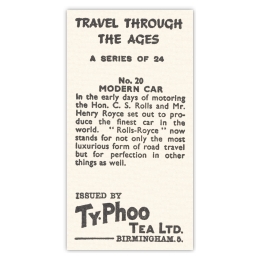 TRAVEL THROUGH
THE AGES
A SERIES OF 24
No. 20
MODERN CAR
In the early days of motoring
the Hon. C. S. Rolls and Mr.
Henry Royce set out to pro-
duce the finest car in the
world. "Rolls-Royce" now
stands for not only the most
luxurious form of road travel
but for perfection in other
things as well.
ISSUED BY
Ty·Phoo
TEA LTD.
BIRMINGHAM.5.